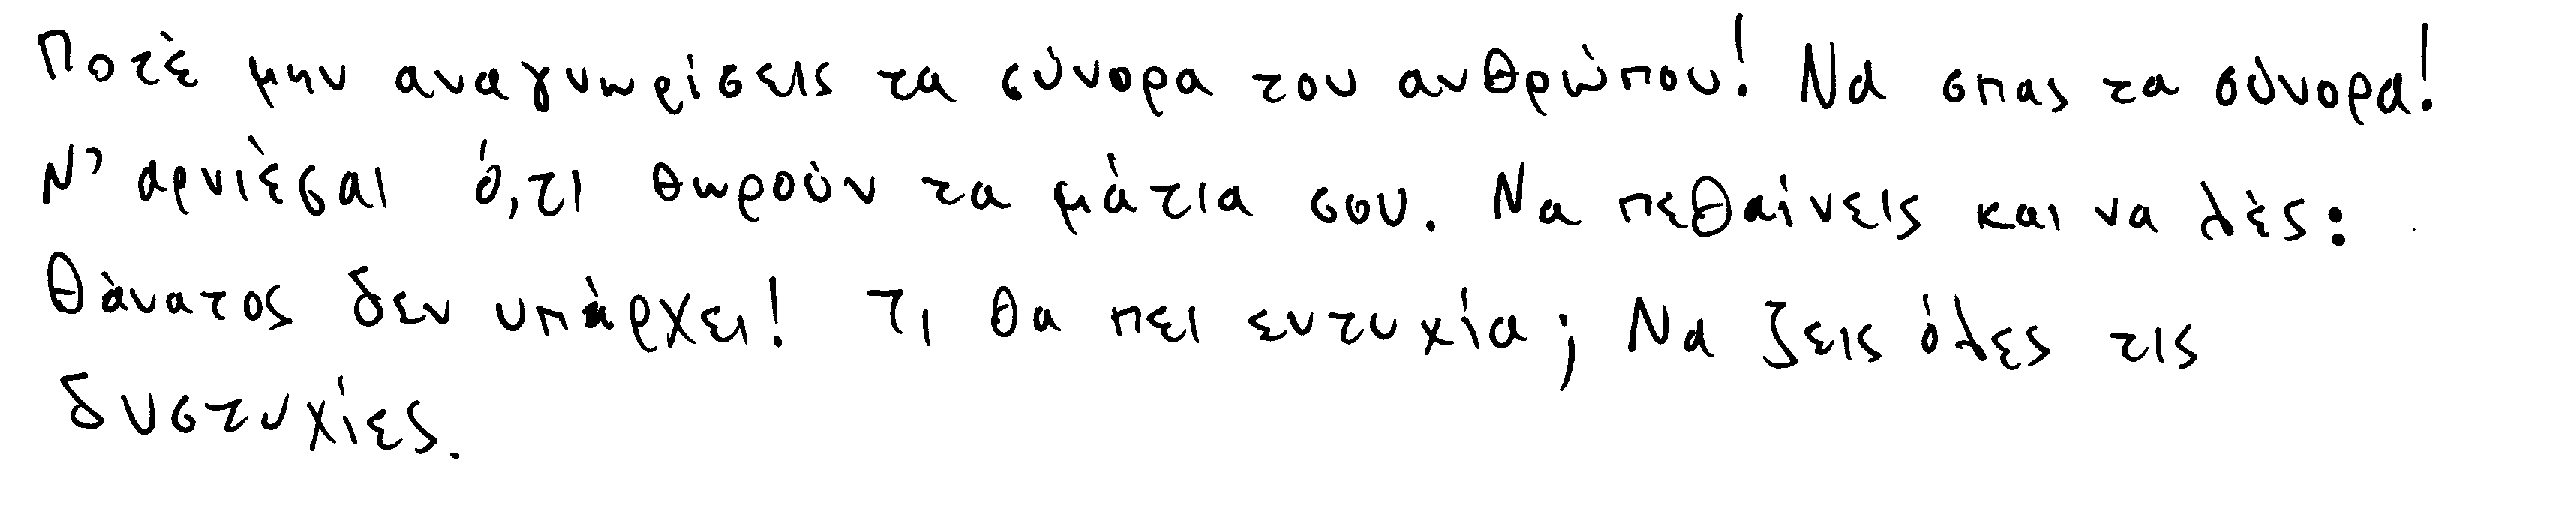 Ποτέ μην αναγνωρίσεις τα σύνορα του ανθρώπου! Να σπας τα σύνορα!
Ν' αρνιέσαι ό,τι θωρούν τα μάτια σου. Να πεθαίνεις και να λές:
Θάνατος δεν υπάρχει! Τι θα πει ευτυχία; Να ζεις όλες τις
δυστυχίες.